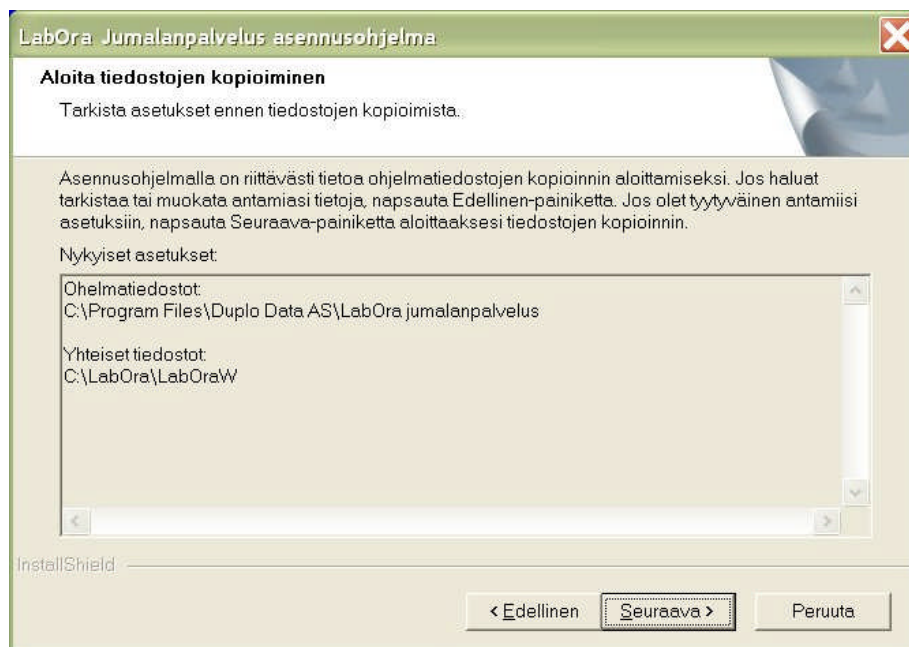 LabOra Jumalanpalvelus asennusohjelma
Aloita tiedostojen kopioiminen
Tarkista asetukset ennen tiedostojen kopioimista.
Asennusohjelmalla on riittävästi tietoa ohjelmatiedostojen kopioinnin aloittamiseksi. Jos haluat
tarkistaa tai muokata antamiasi tietoja, napsauta Edellinen-painiketta. Jos olet tyytyväinen antamiisi
asetuksiin, napsauta Seuraava-painiketta aloittaaksesi tiedostojen kopioinnin.
Nykyiset asetukset:
Ohelmatiedostot:
C:\Program Files\Duplo Data AS\LabOra jumalanpalvelus
Yhteiset tiedostot:
C:\LabOra\LabOraW
InstallShield
< Edellinen Seuraava > Peruuta